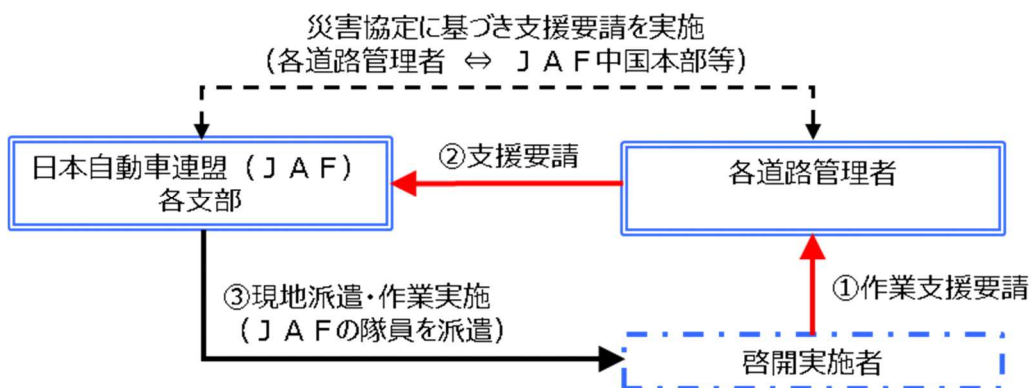 災害協定に基づき支援要請を実施
(各道路管理者 ⇔ ＪＡＦ中国本部等)
日本自動車連盟（ＪＡＦ）
各支部
②支援要請
各道路管理者
③現地派遣・作業実施
(ＪＡＦの隊員を派遣)
①作業支援要請
啓開実施者